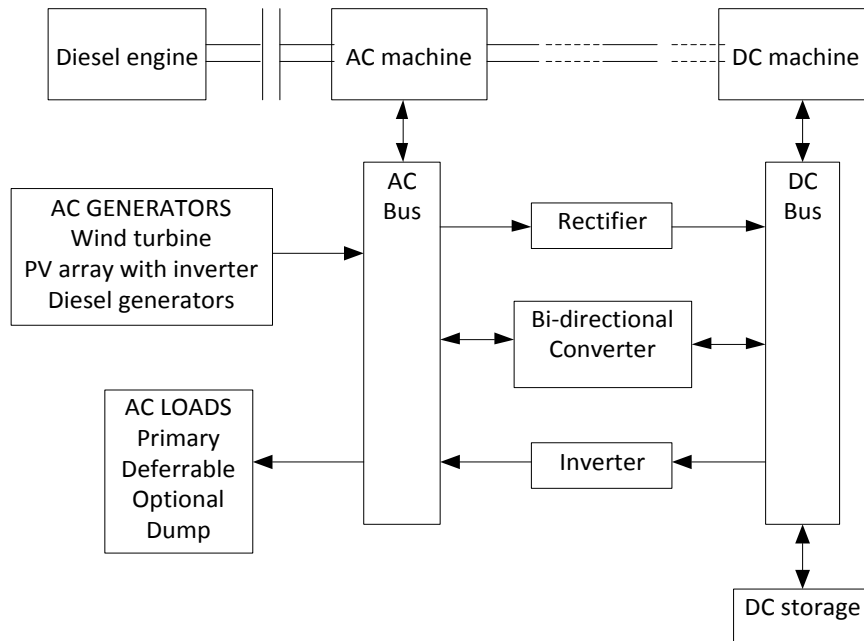 Diesel engine
AC machine
DC machine
AC
Bus
DC
Bus
AC GENERATORS
Wind turbine
PV array with inverter
Diesel generators
Rectifier
Bi-directional
Converter
AC LOADS
Primary
Deferrable
Optional
Dump
Inverter
DC storage